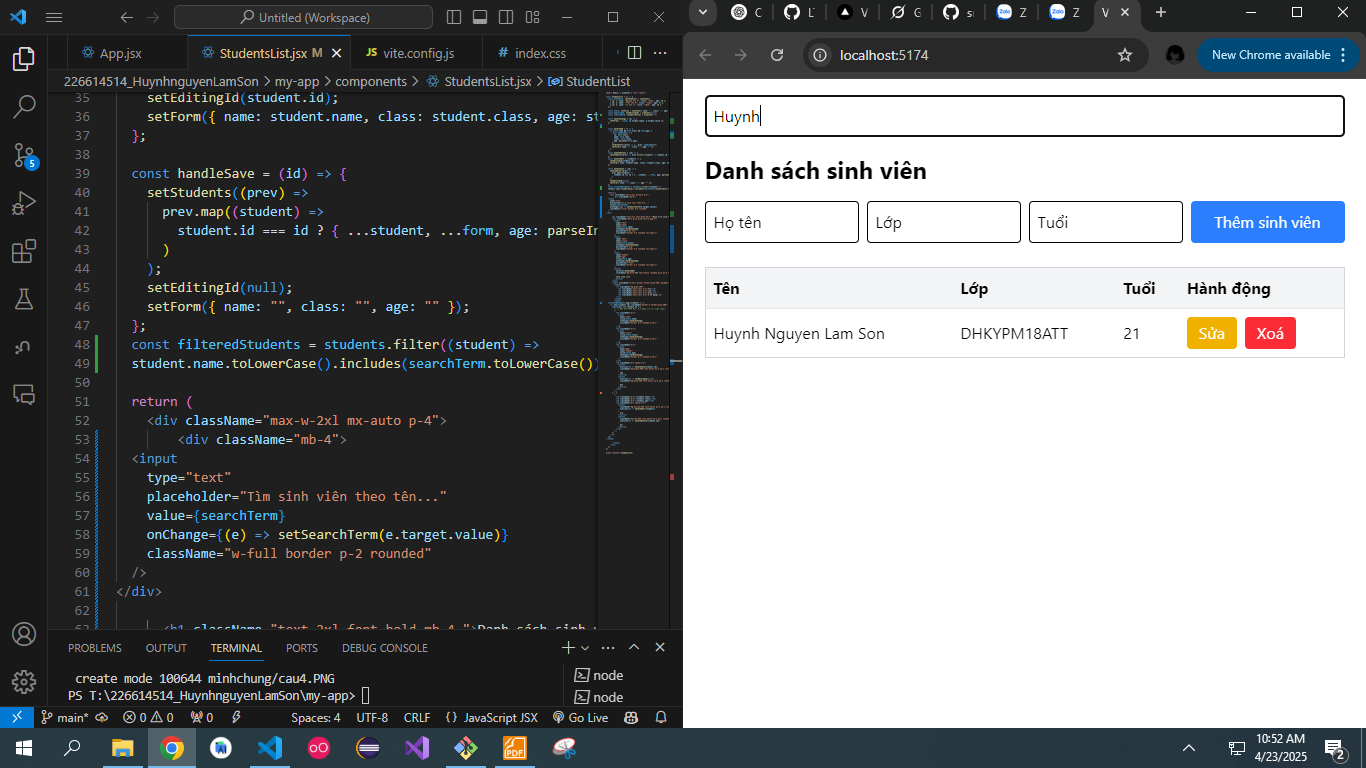 Untitled (Workspace)
App.jsx
StudentsList.jsx M
JS vite.config.js
# index.css
226614514_HuynhnguyenLamSon > my-app > components > StudentsList.jsx > StudentList
35 setEditingId(student.id);
36 setForm({ name: student.name, class: student.class, age: st
37 };
38
39 const handleSave = (id) => {
40 setStudents((prev) =>
41 prev.map((student) =>
42 student.id === id ? { ...student, ...form, age: parseIn
43 )
44 );
45 setEditingId(null);
46 setForm({ name: "", class: "", age: "" });
47 };
48 const filteredStudents = students.filter((student) =>
49 student.name.toLowerCase().includes(searchTerm.toLowerCase())
50
51 return (
52 <div className="max-w-2xl mx-auto p-4">
53 <div className="mb-4">
54 <input
55 type="text"
56 placeholder="Tìm sinh viên theo tên..."
57 value={searchTerm}
58 onChange={(e) => setSearchTerm(e.target.value)}
59 className="w-full border p-2 rounded"
60 />
61 </div>
62
5
PROBLEMS OUTPUT TERMINAL PORTS DEBUG CONSOLE
create mode 100644 minhchung/cau4.PNG
PS T:\226614514_HuynhnguyenLamSon\my-app>
node
node
main* 0 0 0 Spaces: 4 UTF-8 CRLF {} JavaScript JSX Go Live
localhost:5174
New Chrome available
Huynh
Danh sách sinh viên
Họ tên Lớp Tuổi Thêm sinh viên
Tên Lớp Tuổi Hành động
Huynh Nguyen Lam Son DHKYPM18ATT 21 Sửa Xoá
10:52 AM
4/23/2025
2